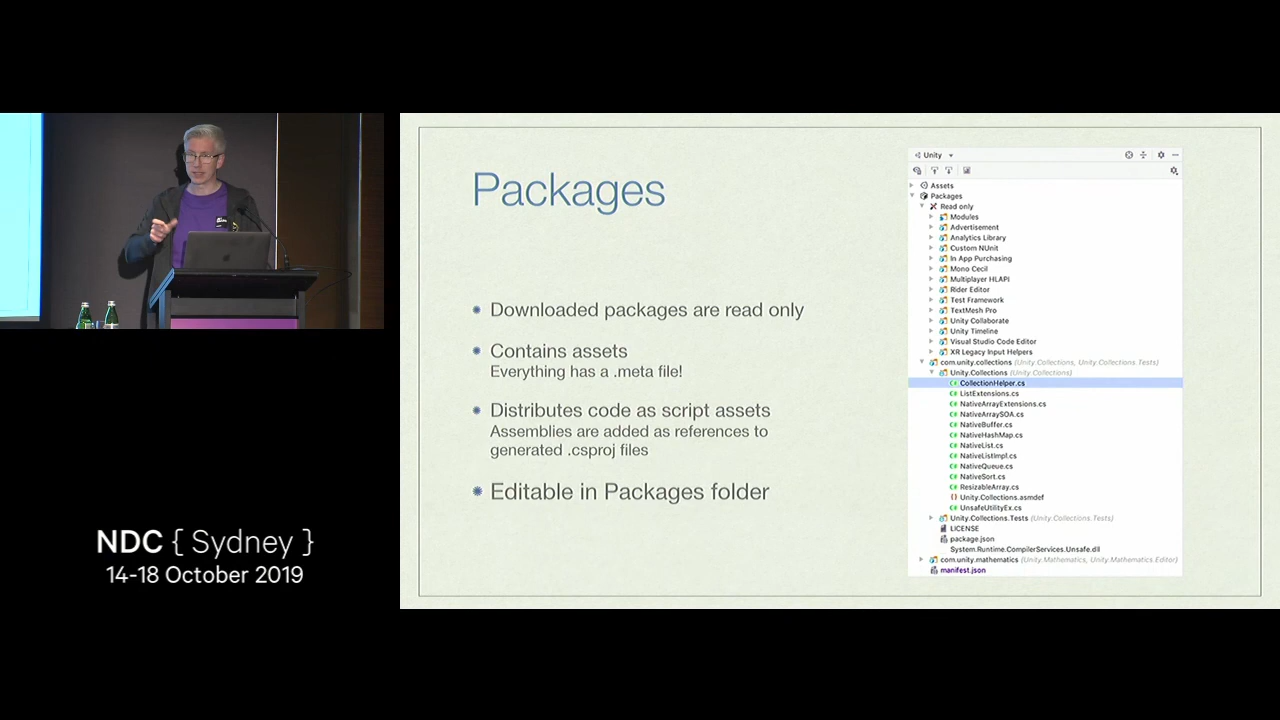 Packages
Downloaded packages are read only
Contains assets
Everything has a .meta file!
Distributes code as script assets
Assemblies are added as references to
generated .csproj files
Editable in Packages folder
Unity
Assets
Packages
Read only
Modules
Advertisement
Analytics Library
Custom NUnit
In App Purchasing
Mono Cecil
Multiplayer HLAPI
Rider Editor
Test Framework
TextMesh Pro
Unity Collaborate
Unity Timeline
Visual Studio Code Editor
XR Legacy Input Helpers
com.unity.collections (Unity.Collections, Unity.Collections.Tests)
Unity.Collections (Unity.Collections)
CollectionHelper.cs
ListExtensions.cs
NativeArrayExtensions.cs
NativeArraySOA.cs
NativeBuffer.cs
NativeHashMap.cs
NativeList.cs
NativeListImpl.cs
NativeQueue.cs
NativeSort.cs
ResizableArray.cs
Unity.Collections.asmdef
UnsafeUtilityEx.cs
Unity.Collections.Tests (Unity.Collections.Tests)
LICENSE
package.json
System.Runtime.CompilerServices.Unsafe.dll
com.unity.mathematics (Unity.Mathematics, Unity.Mathematics.Editor)
manifest.json
NDC { Sydney }
14-18 October 2019